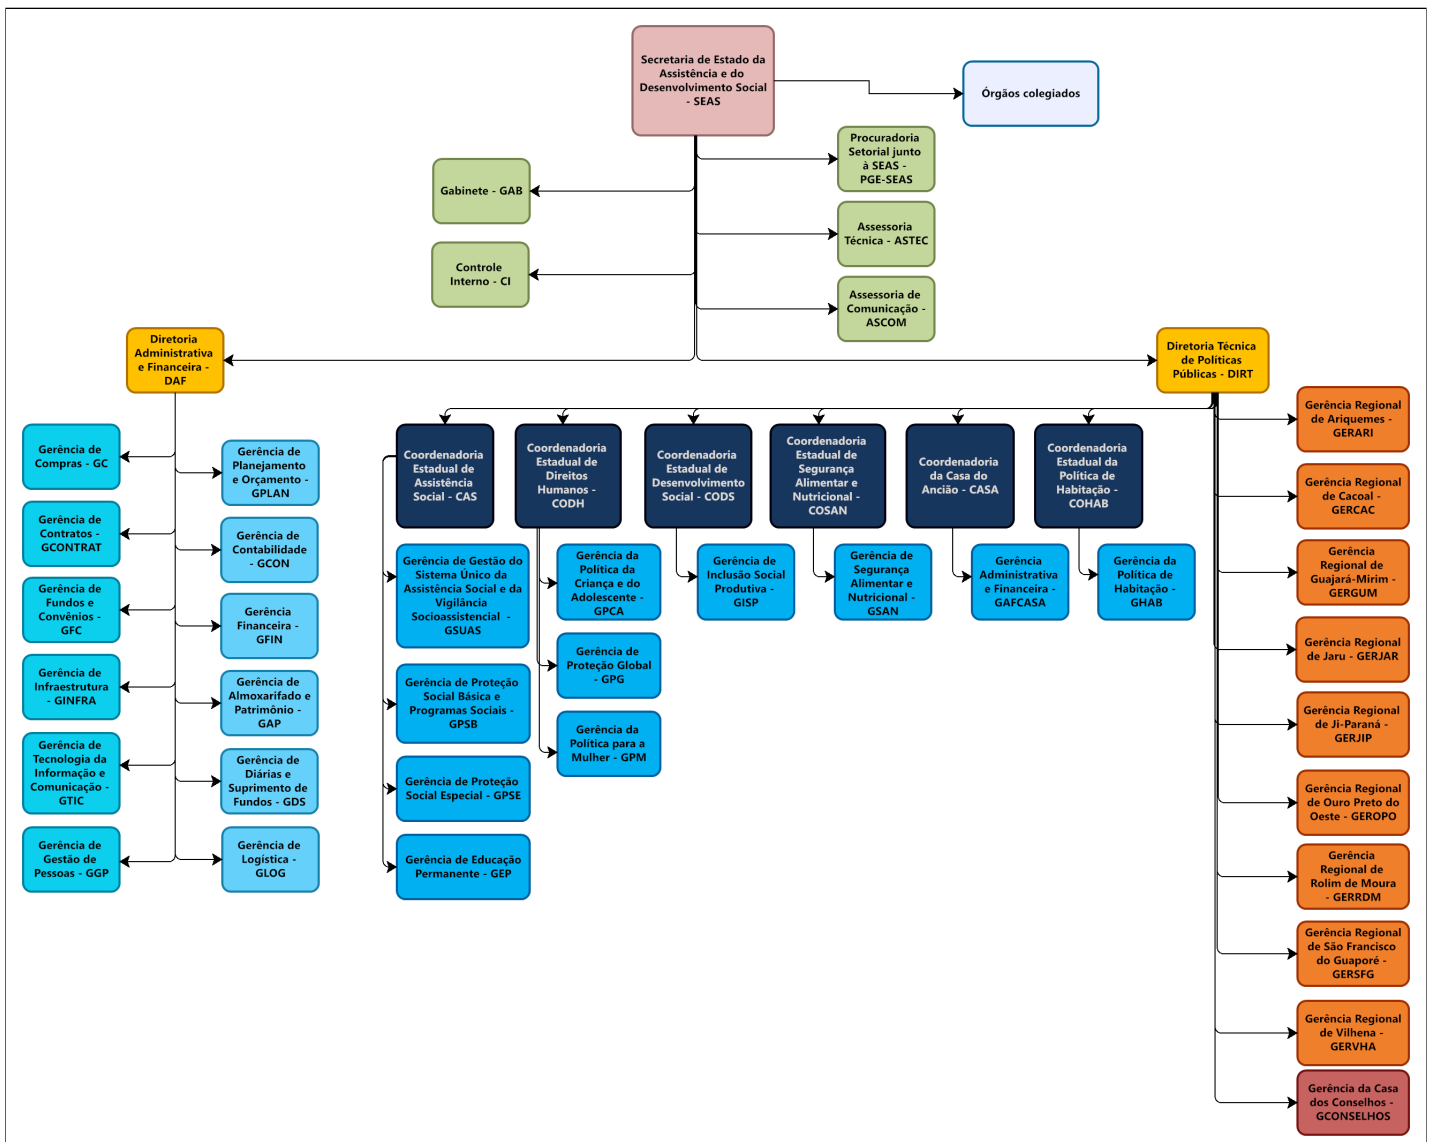 Secretaria de Estado da
Assistência e do
Desenvolvimento Social
- SEAS
Órgãos colegiados
Procuradoria
Setorial junto
à SEAS -
PGE-SEAS
Gabinete - GAB
Assessoria
Técnica - ASTEC
Controle
Interno - CI
Assessoria de
Comunicação -
ASCOM
Diretoria
Administrativa
e Financeira -
DAF
Diretoria Técnica
de Políticas
Públicas - DIRT
Gerência de
Compras - GC
Gerência de
Contratos -
GCONTRAT
Gerência de
Fundos e
Convênios -
GFC
Gerência de
Infraestrutura
- GINFRA
Gerência de
Tecnologia da
Informação e
Comunicação -
GTIC
Gerência de
Gestão de
Pessoas - GGP
Gerência de
Planejamento
e Orçamento -
GPLAN
Gerência de
Contabilidade
- GCON
Gerência
Financeira -
GFIN
Gerência de
Almoxarifado e
Patrimônio -
GAP
Gerência de
Diárias e
Suprimento de
Fundos - GDS
Gerência de
Logística -
GLOG
Coordenadoria
Estadual de
Assistência
Social - CAS
Gerência de Gestão do
Sistema Único da
Assistência Social e da
Vigilância
Socioassistencial -
GSUAS
Gerência de Proteção
Social Básica e
Programas Sociais -
GPSB
Gerência de Proteção
Social Especial - GPSE
Gerência de Educação
Permanente - GEP
Coordenadoria
Estadual de
Direitos
Humanos -
CODH
Gerência da
Política da
Criança e do
Adolescente -
GPCA
Gerência de
Proteção Global
- GPG
Gerência da
Política para a
Mulher - GPM
Coordenadoria
Estadual de
Desenvolvimento
Social - CODS
Gerência de
Inclusão Social
Produtiva - GISP
Coordenadoria
Estadual de
Segurança
Alimentar e
Nutricional -
COSAN
Gerência de
Segurança
Alimentar e
Nutricional -
GSAN
Coordenadoria
da Casa do
Ancião - CASA
Gerência
Administrativa
e Financeira -
GAFCASA
Coordenadoria
Estadual da
Política de
Habitação -
COHAB
Gerência da
Política de
Habitação -
GHAB
Gerência Regional
de Ariquemes -
GERARI
Gerência Regional
de Cacoal -
GERCAC
Gerência
Regional de
Guajará-Mirim -
GERGUM
Gerência Regional
de Jaru - GERJAR
Gerência Regional
de Ji-Paraná -
GERJIP
Gerência Regional
de Ouro Preto do
Oeste - GEROPO
Gerência
Regional de
Rolim de Moura
- GERRDM
Gerência Regional
de São Francisco
do Guaporé -
GERSFG
Gerência Regional
de Vilhena -
GERVHA
Gerência da Casa
dos Conselhos -
GCONSELHOS